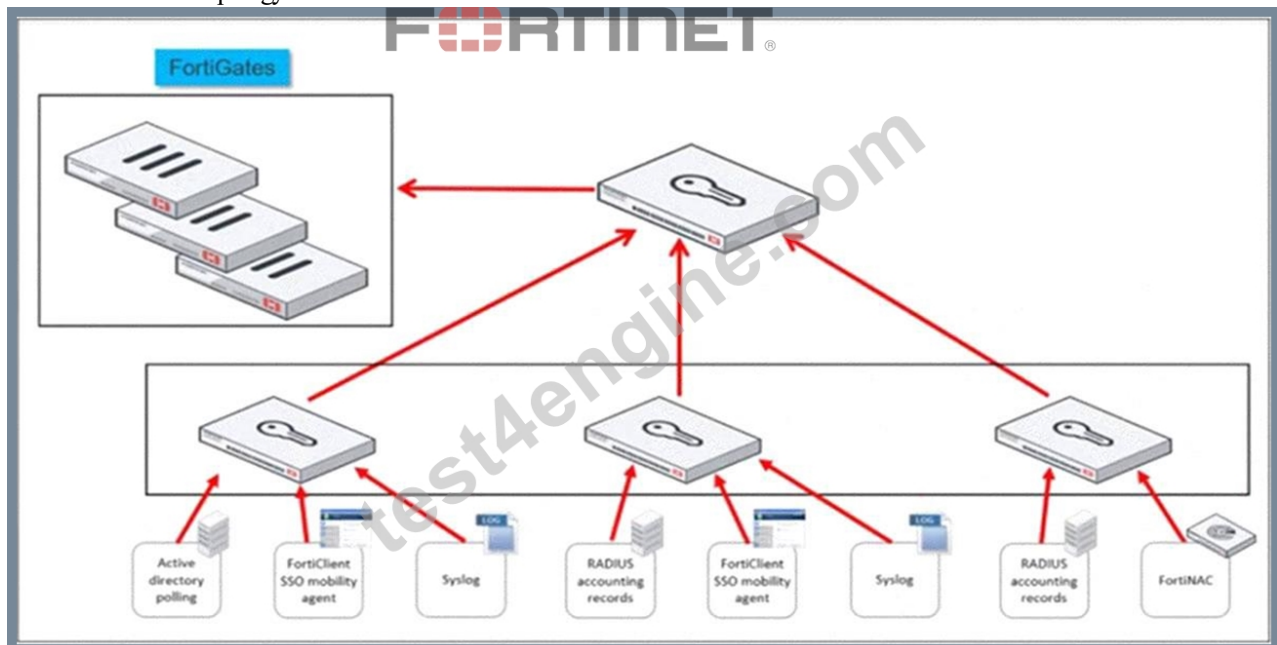 FORTINET®
FortiGates
test4engine.com
LOG
LOG
Active
directory
polling
FortiClient
SSO mobility
agent
Syslog
RADIUS
accounting
records
FortiClient
SSO mobility
agent
Syslog
RADIUS
accounting
records
FortiNAC